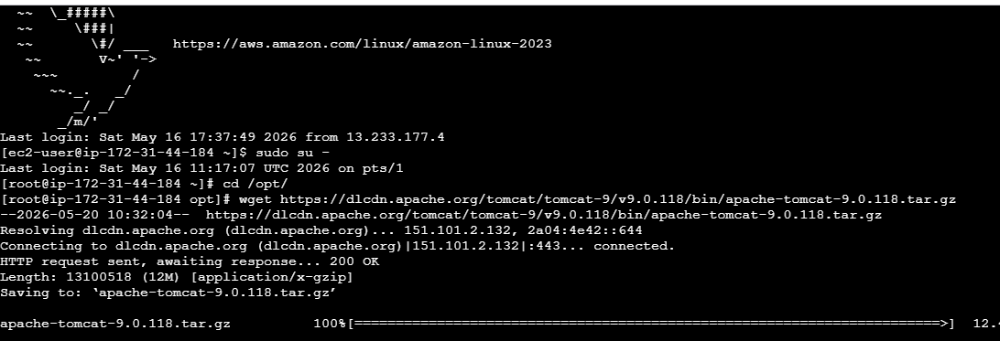 ~~  \_#####\
~~     \###|
~~       \#/ ___   https://aws.amazon.com/linux/amazon-linux-2023
~~       V~' '->
~~~         /
~~._.   _/
_/ _/
_/m/'
Last login: Sat May 16 17:37:49 2026 from 13.233.177.4
[ec2-user@ip-172-31-44-184 ~]$ sudo su -
Last login: Sat May 16 11:17:07 UTC 2026 on pts/1
[root@ip-172-31-44-184 ~]# cd /opt/
[root@ip-172-31-44-184 opt]# wget https://dlcdn.apache.org/tomcat/tomcat-9/v9.0.118/bin/apache-tomcat-9.0.118.tar.gz
--2026-05-20 10:32:04--  https://dlcdn.apache.org/tomcat/tomcat-9/v9.0.118/bin/apache-tomcat-9.0.118.tar.gz
Resolving dlcdn.apache.org (dlcdn.apache.org)... 151.101.2.132, 2a04:4e42::644
Connecting to dlcdn.apache.org (dlcdn.apache.org)|151.101.2.132|:443... connected.
HTTP request sent, awaiting response... 200 OK
Length: 13100518 (12M) [application/x-gzip]
Saving to: ‘apache-tomcat-9.0.118.tar.gz’
apache-tomcat-9.0.118.tar.gz          100%[=======================================================================>]  12.